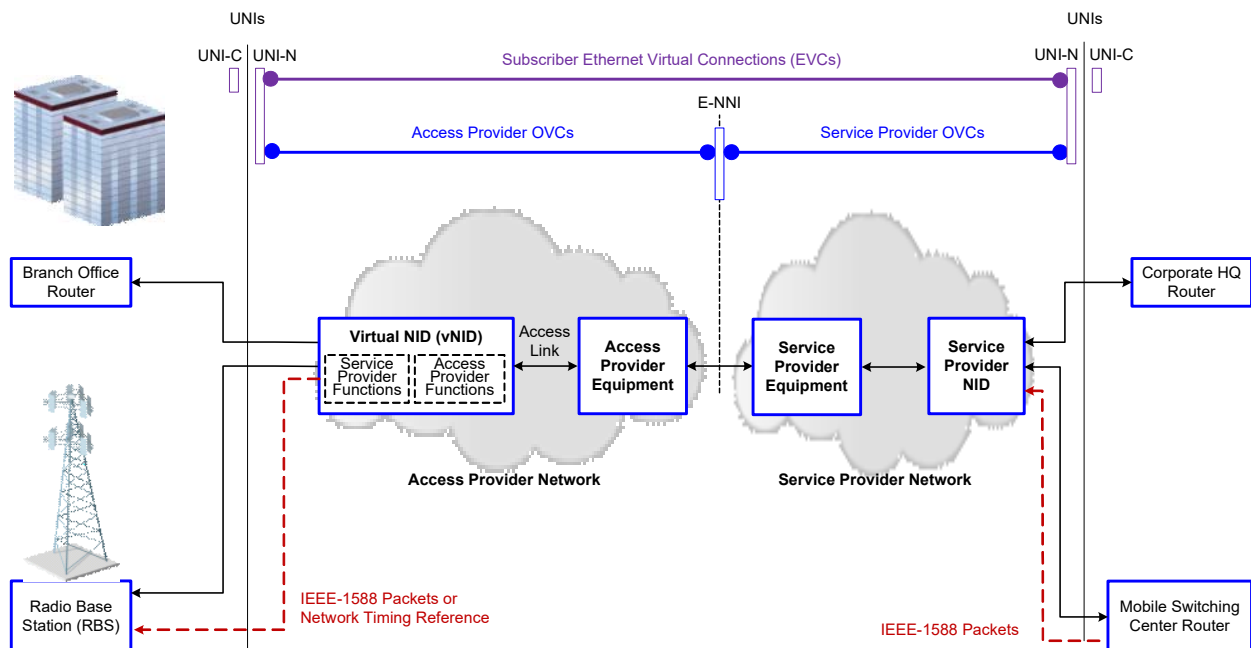 UNIs
UNIs
UNI-C
UNI-N
Subscriber Ethernet Virtual Connections (EVCs)
UNI-N
UNI-C
E-NNI
Access Provider OVCs
Service Provider OVCs
Branch Office
Router
Corporate HQ
Router
Virtual NID (vNID)
Service
Provider
Functions
Access
Provider
Functions
Access
Link
Access
Provider
Equipment
Service
Provider
Equipment
Service
Provider
NID
Access Provider Network
Service Provider Network
Radio Base
Station (RBS)
IEEE-1588 Packets or
Network Timing Reference
IEEE-1588 Packets
Mobile Switching
Center Router